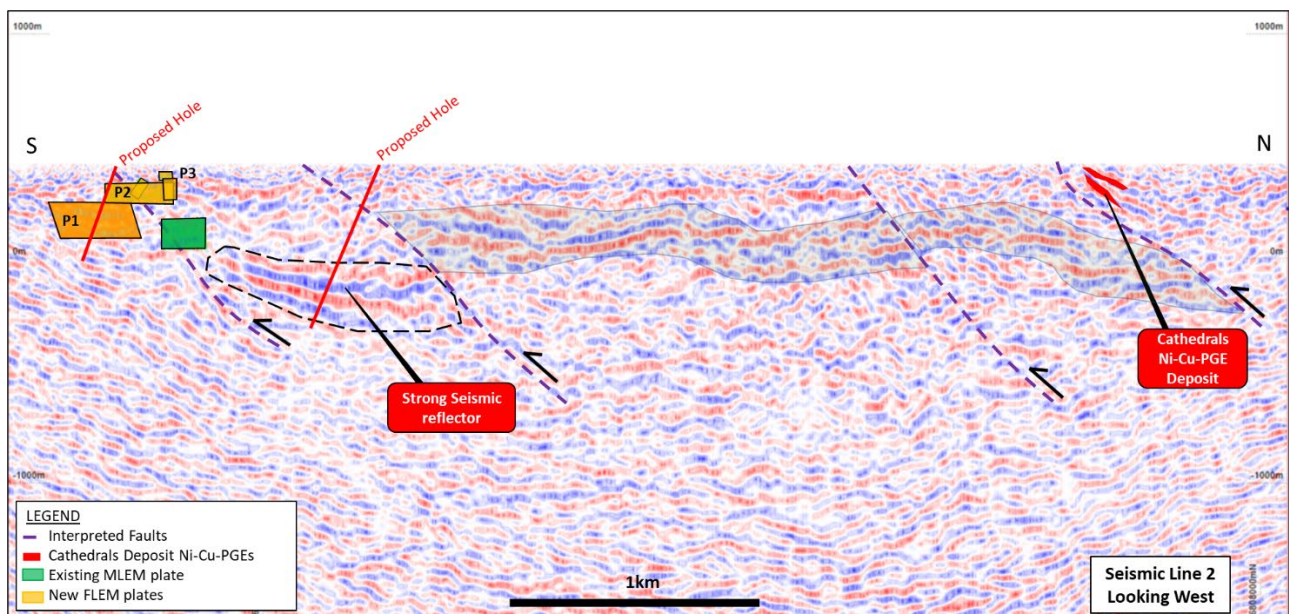 1000m
1000m
S
Proposed Hole
Proposed Hole
N
P3
P2
P1
0m
0m
Cathedrals
Ni-Cu-PGE
Deposit
Strong Seismic
reflector
-1000m
-1000m
LEGEND
Interpreted Faults
Cathedrals Deposit Ni-Cu-PGEs
Existing MLEM plate
New FLEM plates
1km
Seismic Line 2
Looking West